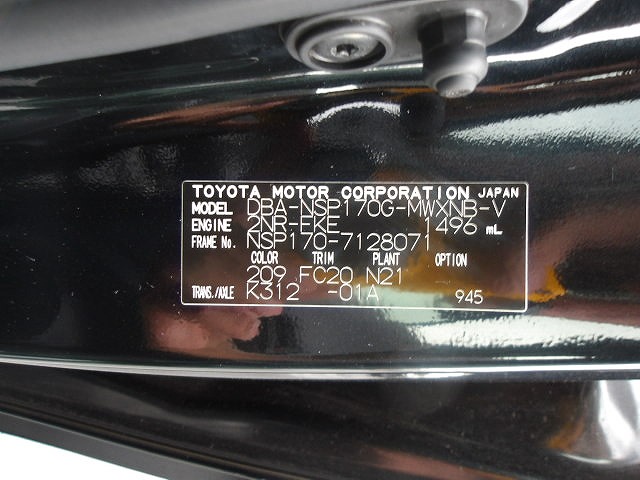 TOYOTA MOTOR CORPORATION JAPAN
MODEL DBA-NSP170G-MWXNB-V
ENGINE 2NR-EKE 1496 mL
FRAME No. NSP170-7128071
COLOR TRIM PLANT OPTION
209 FC20 N21
TRANS./AXLE K312 -01A 945